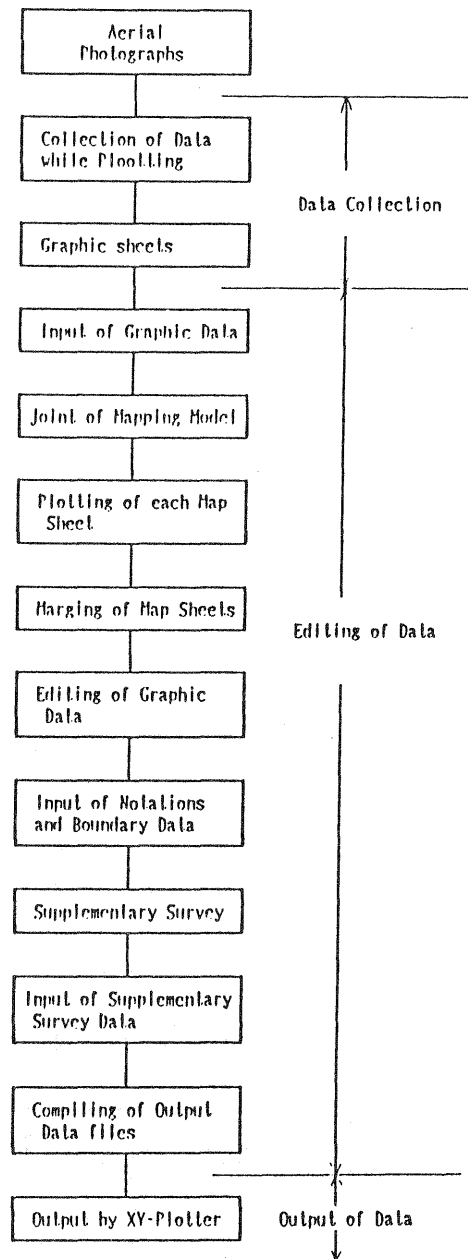 Aerial
Photographs
Collection of Data
while Plootting
Data Collection
Graphic sheets
Input of Graphic Data
Joint of Mapping Model
Plotting of each Map
Sheet
Marging of Map Sheets
Editing of Data
Editing of Graphic
Data
Input of Notations
and Boundary Data
Supplementary Survey
Input of Supplementary
Survey Data
Compiling of Output
Data files
Output by XY-Plotter
Output of Data